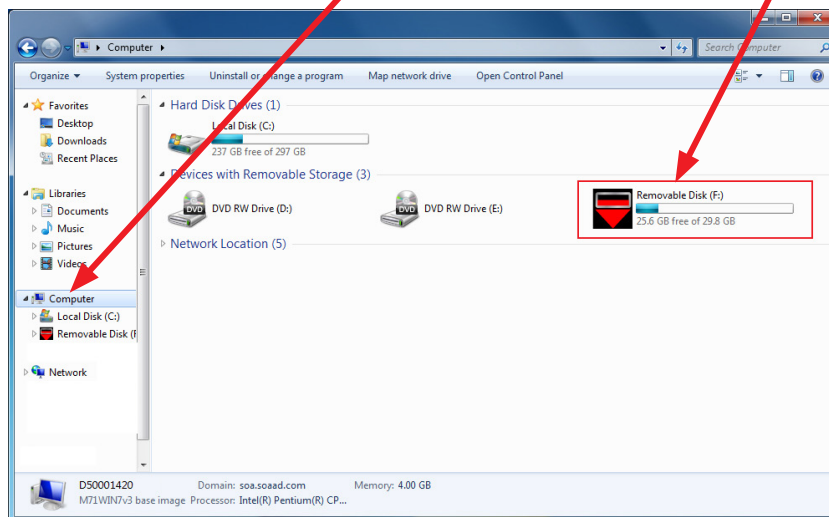 Computer
Search Computer
Organize
System properties
Uninstall or change a program
Map network drive
Open Control Panel
Favorites
Desktop
Downloads
Recent Places
Libraries
Documents
Music
Pictures
Videos
Computer
Local Disk (C:)
Removable Disk (F
Network
Hard Disk Drives (1)
Local Disk (C:)
237 GB free of 297 GB
Devices with Removable Storage (3)
DVD
DVD RW Drive (D:)
DVD
DVD RW Drive (E:)
Removable Disk (F:)
25.6 GB free of 29.8 GB
Network Location (5)
D50001420
Domain: soa.soaad.com
Memory: 4.00 GB
M71WIN7v3 base image
Processor: Intel(R) Pentium(R) CP...